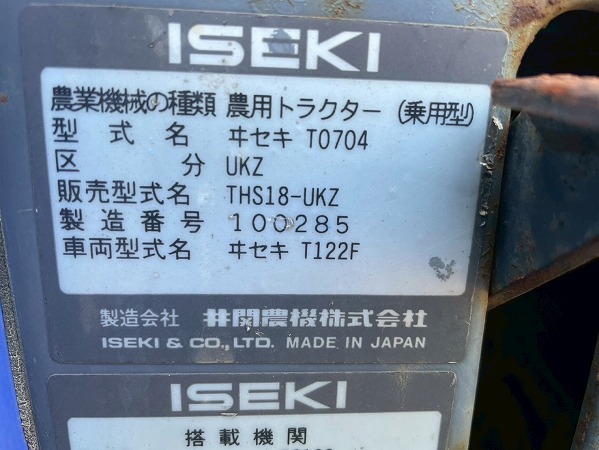 ISEKI
農業機械の種類 農用トラクター (乗用型)
型式名 ヰセキ T0704
区分 UKZ
販売型式名 THS18-UKZ
製造番号 100285
車両型式名 ヰセキ T122F
製造会社 井関農機株式会社
ISEKI & CO., LTD. MADE IN JAPAN
ISEKI
搭載機関